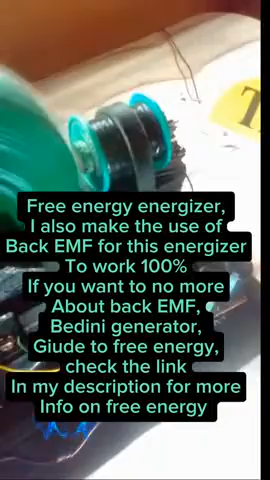 Free energy energizer,
I also make the use of
Back EMF for this energizer
To work 100%
If you want to no more
About back EMF,
Bedini generator,
Giude to free energy,
check the link
In my description for more
Info on free energy